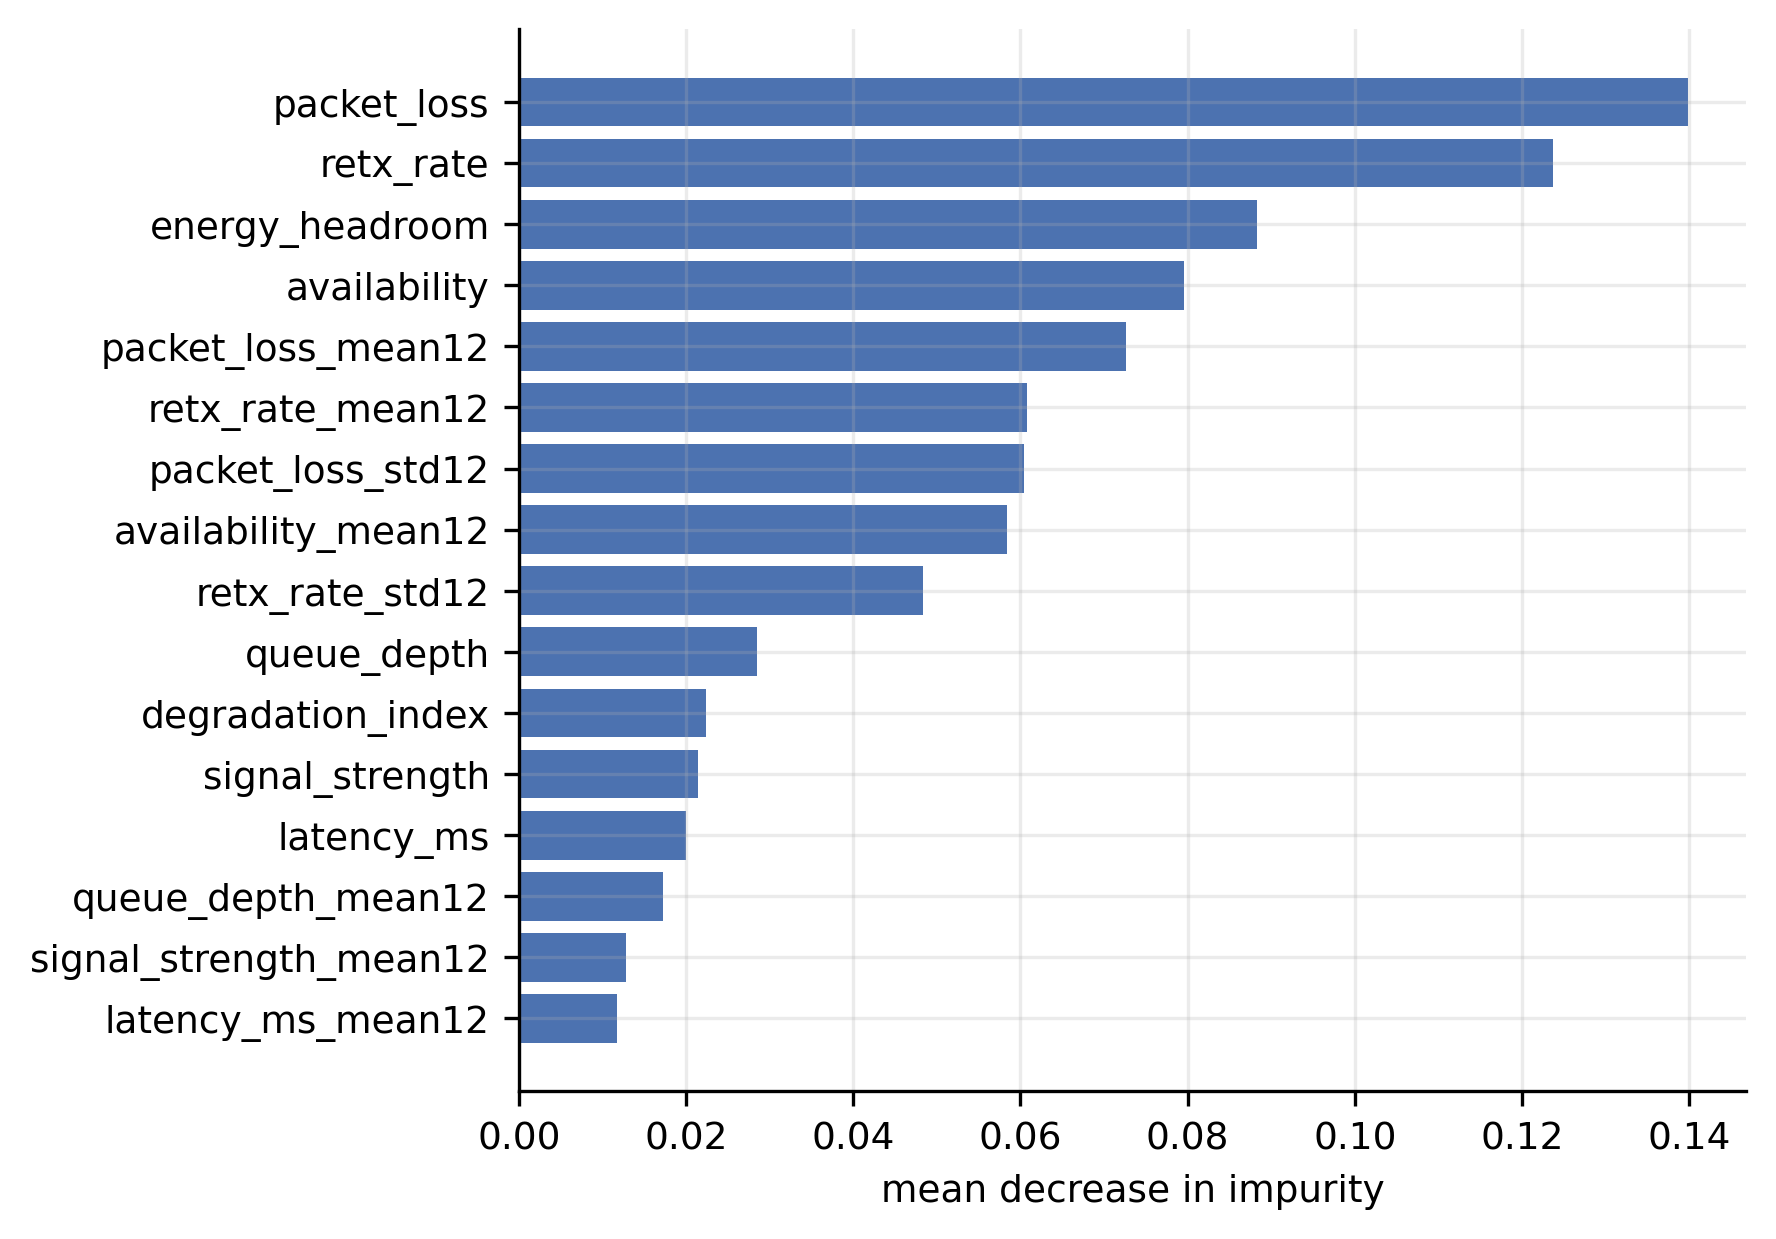 packet_loss
retx_rate
energy_headroom
availability
packet_loss_mean12
retx_rate_mean12
packet_loss_std12
availability_mean12
retx_rate_std12
queue_depth
degradation_index
signal_strength
latency_ms
queue_depth_mean12
signal_strength_mean12
latency_ms_mean12
0.00 0.02 0.04 0.06 0.08 0.10 0.12 0.14
mean decrease in impurity